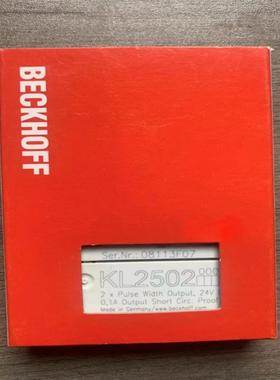 BECKHOFF
Ser.Nr.: 08113F07
KL2502
2 x Pulse Width Output, 24V
0,1A Output Short Circ. Proof
Made in Germany/www.beckhoff.com